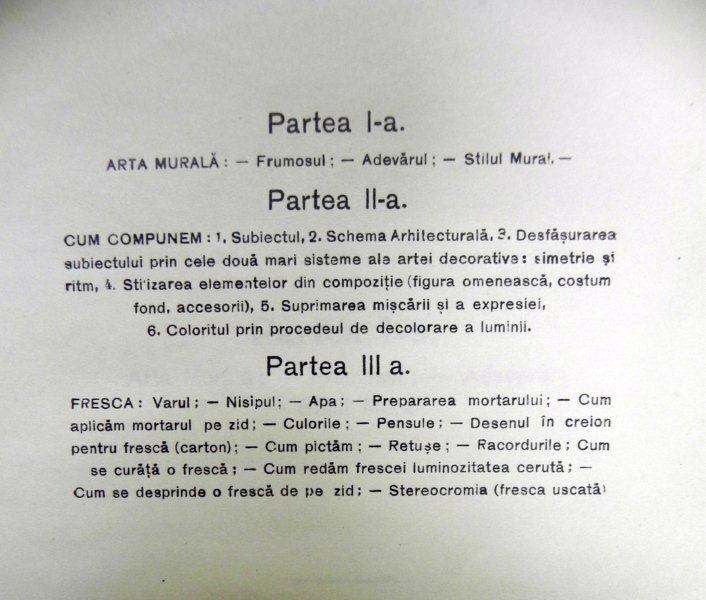 Partea I-a.
ARTA MURALĂ : — Frumosul ; — Adevărul ; — Stilul Mural. —
Partea II-a.
CUM COMPUNEM : 1. Subiectul, 2. Schema Arhitecturală, 3. Desfășurarea
subiectului prin cele două mari sisteme ale artei decorative : simetrie și
ritm, 4. Stilizarea elementelor din compoziție (figura omenească, costum
fond, accesorii), 5. Suprimarea mișcării și a expresiei,
6. Coloritul prin procedeul de decolorare a luminii.
Partea III a.
FRESCA : Varul ; — Nisipul ; — Apa ; — Prepararea mortarului ; — Cum
aplicăm mortarul pe zid ; — Culorile ; — Pensule ; — Desenul în creion
pentru frescă (carton) ; — Cum pictăm ; — Retușe ; — Racordurile ; Cum
se curăță o frescă ; — Cum redăm frescei luminozitatea cerută ; —
Cum se desprinde o frescă de pe zid ; — Stereocromia (fresca uscată)